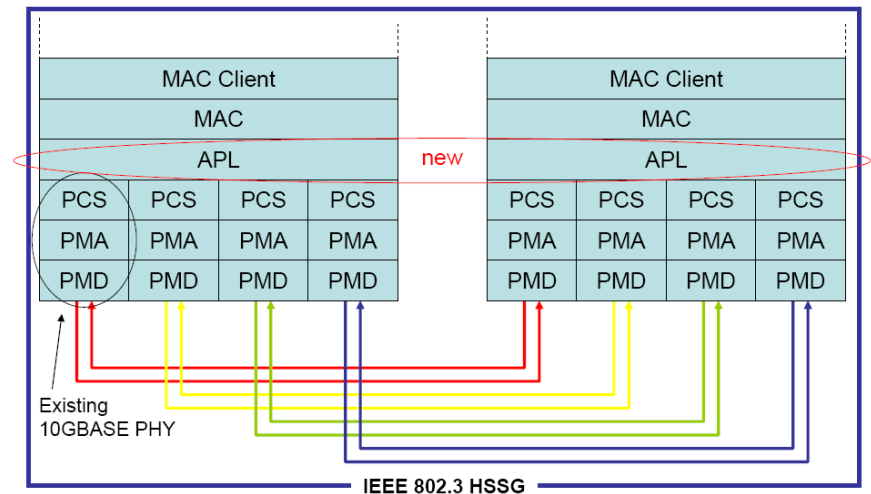 MAC Client
MAC Client
MAC
MAC
APL
new
APL
PCS PCS PCS PCS
PCS PCS PCS PCS
PMA PMA PMA PMA
PMA PMA PMA PMA
PMD PMD PMD PMD
PMD PMD PMD PMD
Existing
10GBASE PHY
IEEE 802.3 HSSG